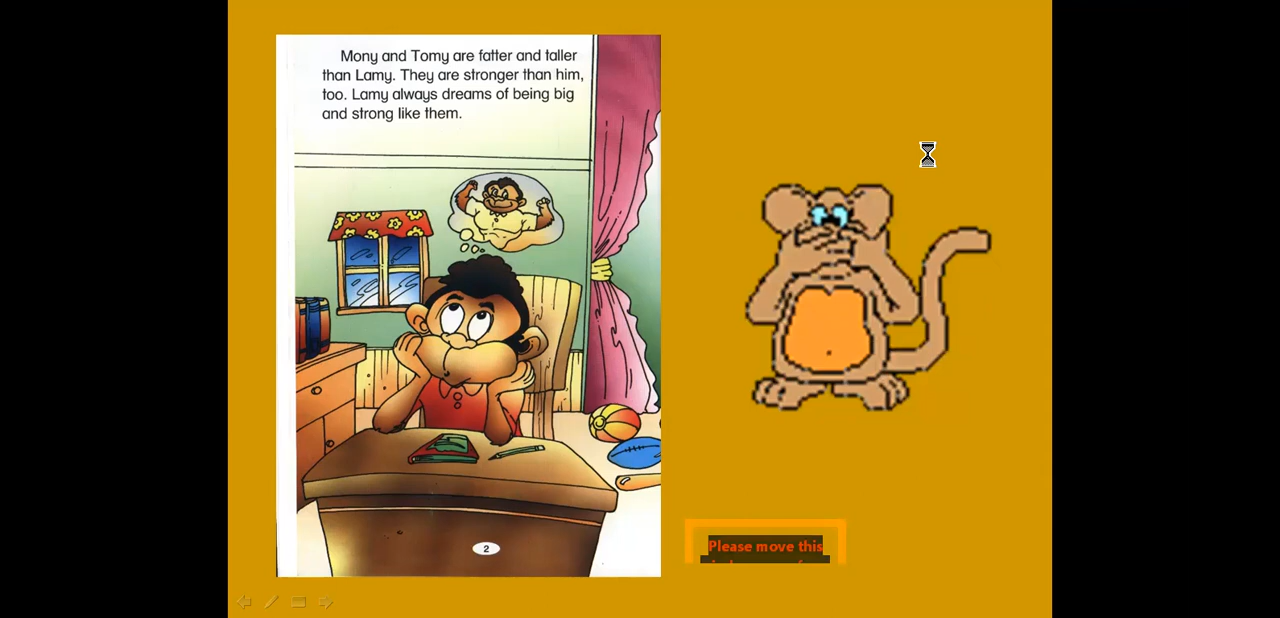 Mony and Tomy are fatter and taller
than Lamy. They are stronger than him,
too. Lamy always dreams of being big
and strong like them.
2
Please move this